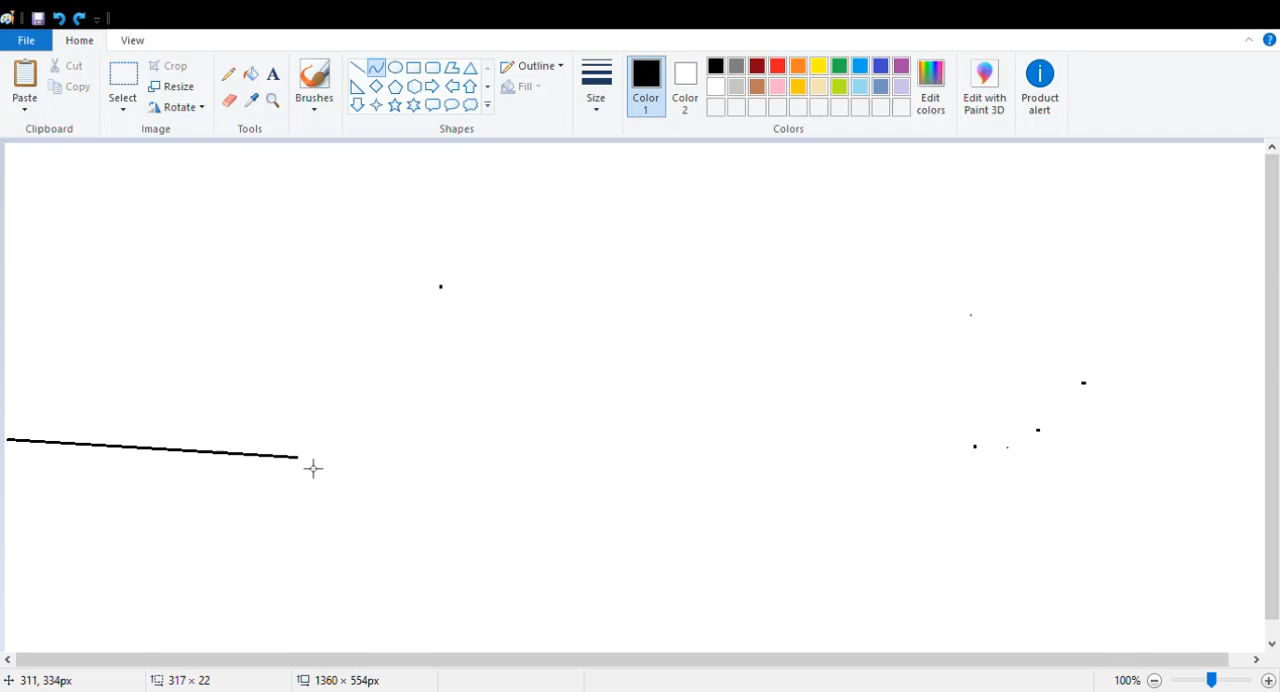 File Home View
Paste Cut Copy Clipboard
Select Crop Resize Rotate Image
A Tools
Brushes
Outline Fill Shapes
Size
Color 1 Color 2 Edit colors Colors
Edit with Paint 3D
Product alert
311, 334px 317 × 22 1360 × 554px 100%